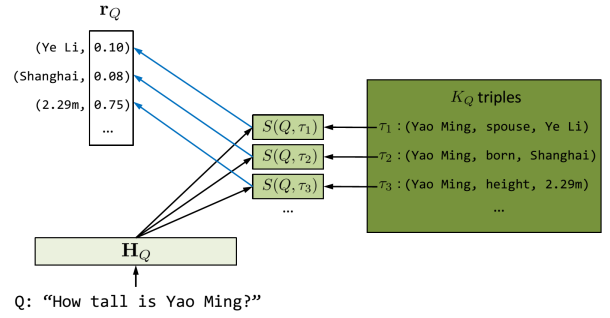 r_Q
(Ye Li, 0.10)
(Shanghai, 0.08)
(2.29m, 0.75)
...
S(Q, τ₁)
S(Q, τ₂)
S(Q, τ₃)
...
K_Q triples
τ₁ : (Yao Ming, spouse, Ye Li)
τ₂ : (Yao Ming, born, Shanghai)
τ₃ : (Yao Ming, height, 2.29m)
...
H_Q
Q: “How tall is Yao Ming?”